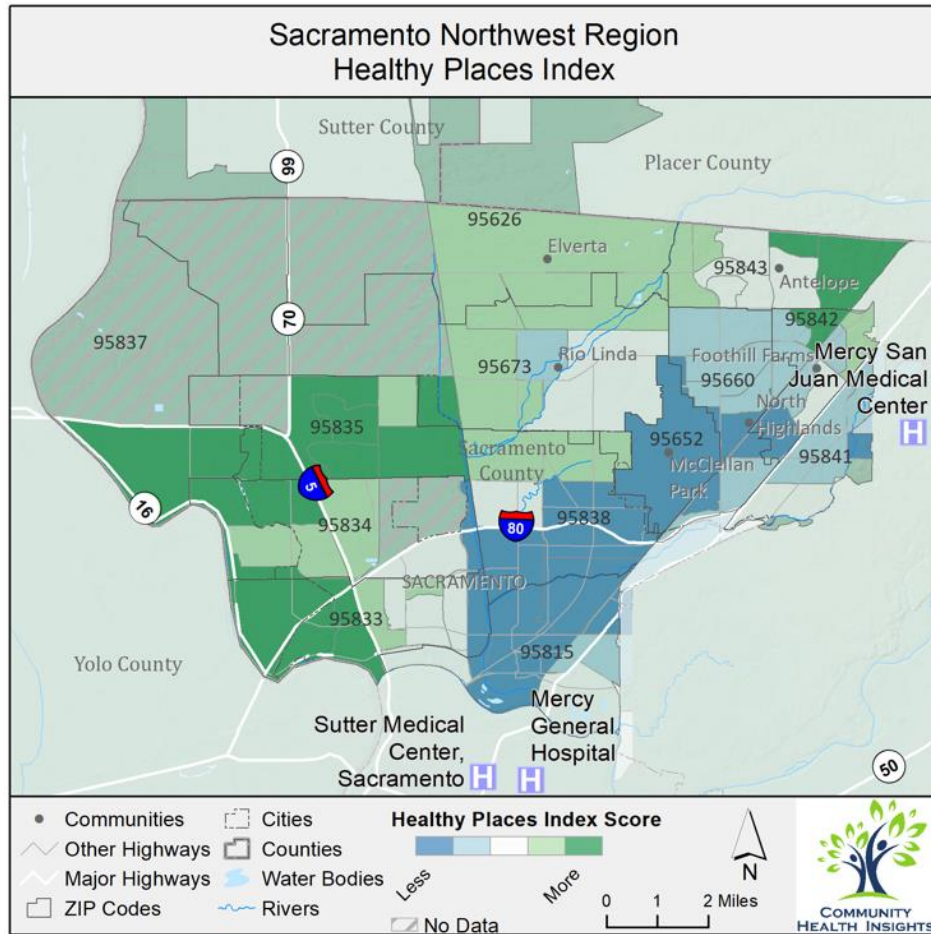 Sacramento Northwest Region
Healthy Places Index
Sutter County
Placer County
99
95626
Elverta
95843
Antelope
70
95842
95837
Rio Linda
Foothill Farms
Mercy San
Juan Medical
Center
95673
95660
North
Highlands
95835
Sacramento
County
95652
McClellan
Park
95841
5
16
95834
80
95838
SACRAMENTO
95833
Yolo County
95815
Mercy
General
Hospital
Sutter Medical
Center,
Sacramento
H
H
H
50
Communities
Other Highways
Major Highways
ZIP Codes
Cities
Counties
Water Bodies
Rivers
Healthy Places Index Score
Less
More
No Data
N
0 1 2 Miles
COMMUNITY
HEALTH INSIGHTS